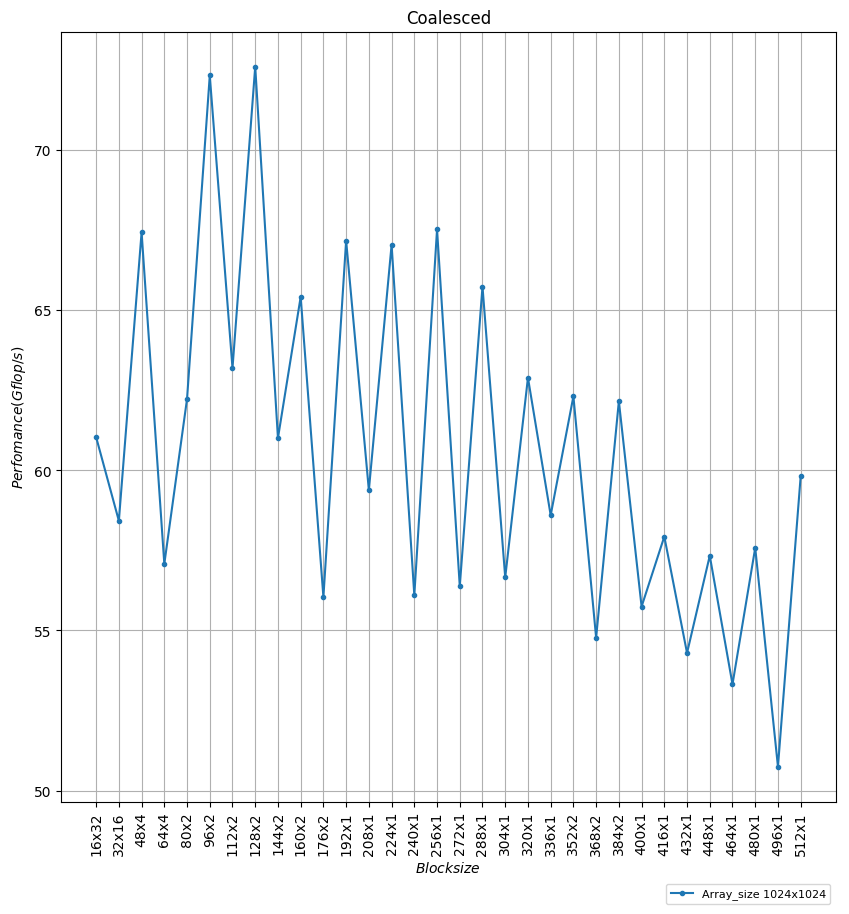 Coalesced
Perfomance(Gflop/s)
70
65
60
55
50
16x32
32x16
48x4
64x4
80x2
96x2
112x2
128x2
144x2
160x2
176x2
192x1
208x1
224x1
240x1
256x1
272x1
288x1
304x1
320x1
336x1
352x2
368x2
384x2
400x1
416x1
432x1
448x1
464x1
480x1
496x1
512x1
Blocksize
Array_size 1024x1024